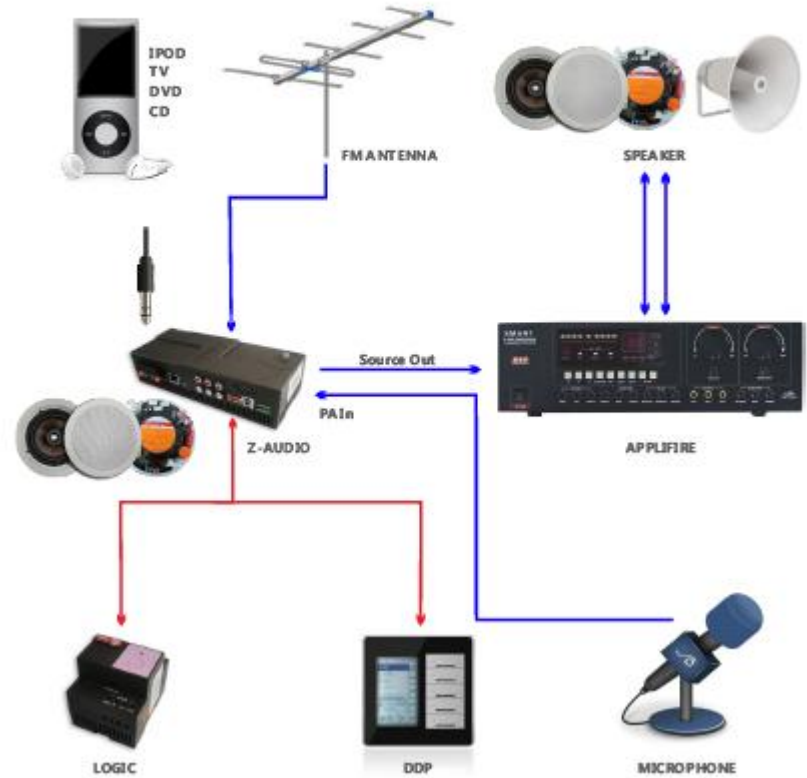 IPOD
TV
DVD
CD
FM ANTENNA
SPEAKER
Source Out
PA In
Z-AUDIO
APPLIFIRE
LOGIC
DDP
MICROPHONE